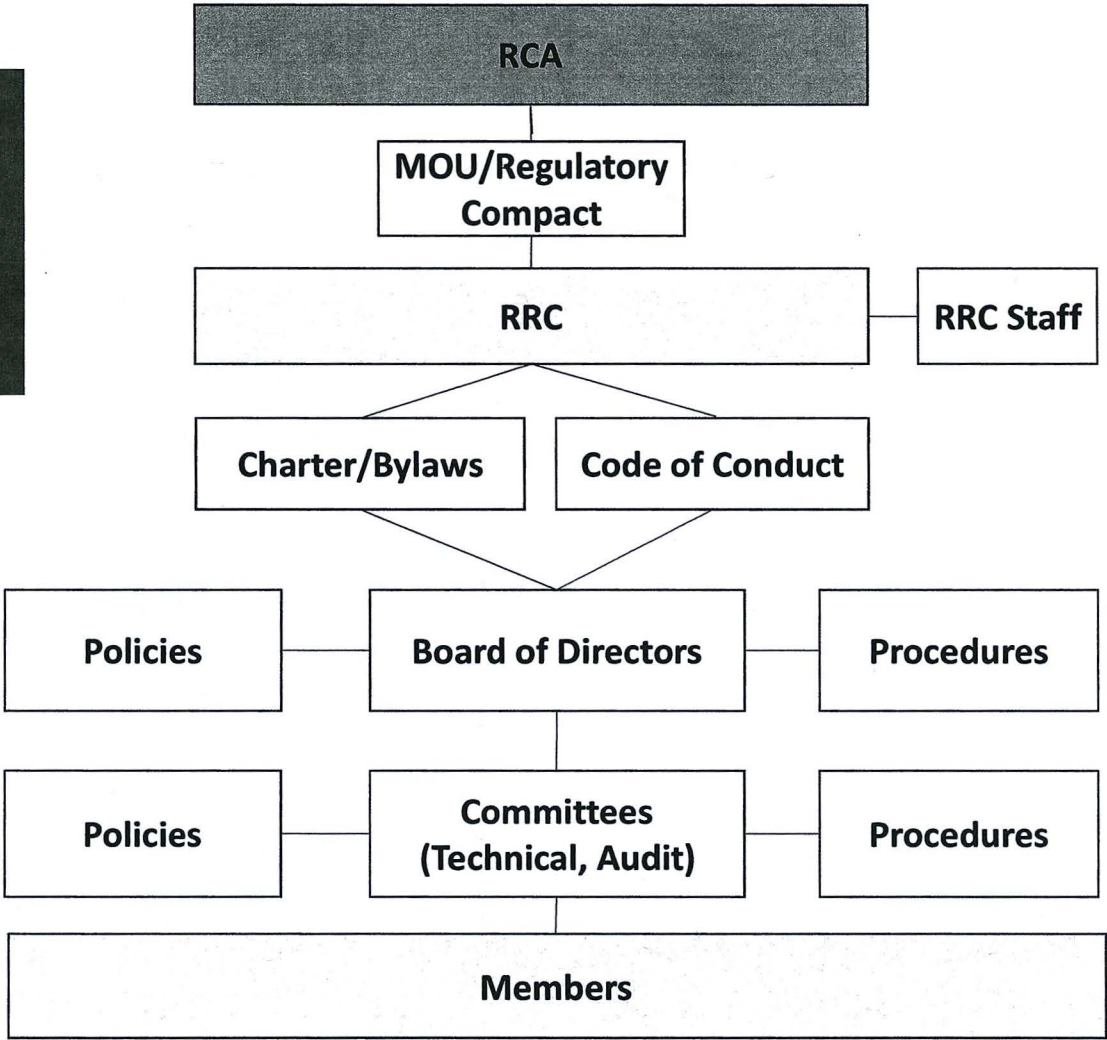 RCA
MOU/Regulatory
Compact
RRC
RRC Staff
Charter/Bylaws
Code of Conduct
Policies
Board of Directors
Procedures
Policies
Committees
(Technical, Audit)
Procedures
Members